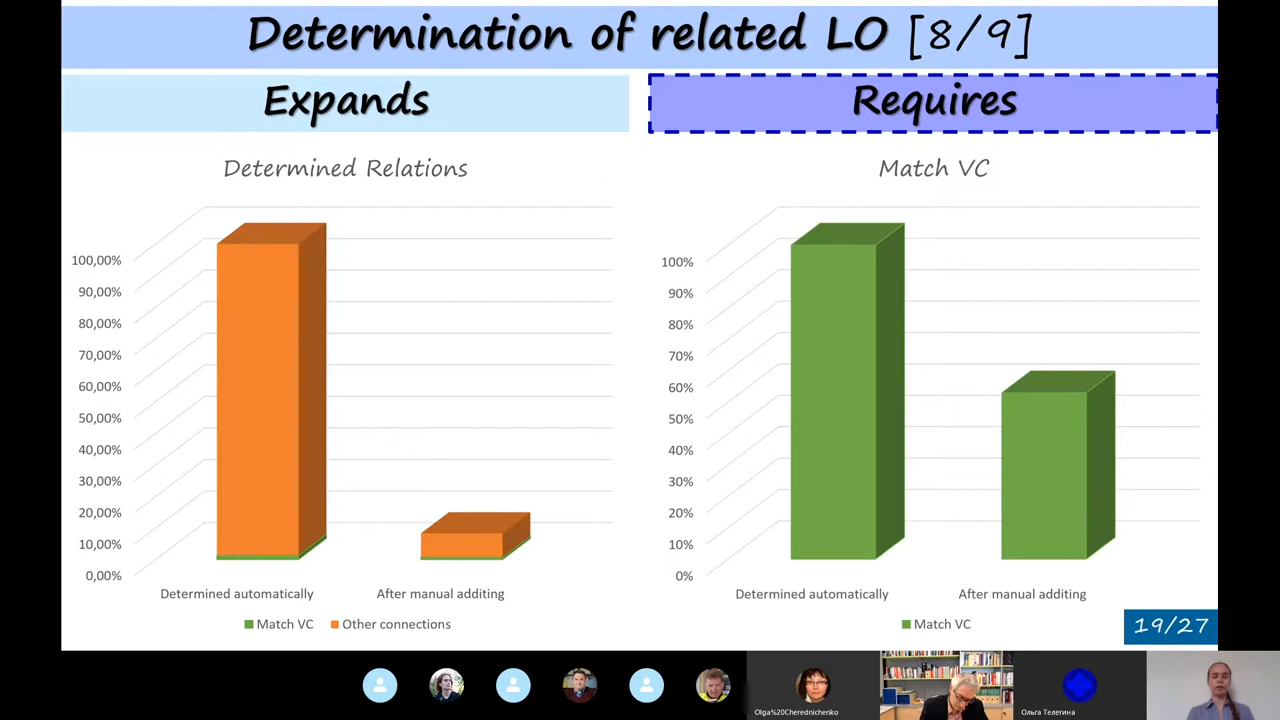 Determination of related LO [8/9]
Expands
Requires
Determined Relations
100,00%
90,00%
80,00%
70,00%
60,00%
50,00%
40,00%
30,00%
20,00%
10,00%
0,00%
Determined automatically
After manual additing
Match VC
Other connections
Match VC
100%
90%
80%
70%
60%
50%
40%
30%
20%
10%
0%
Determined automatically
After manual additing
Match VC
19/27
Olga%20Cherednichenko
Ольга Телегина